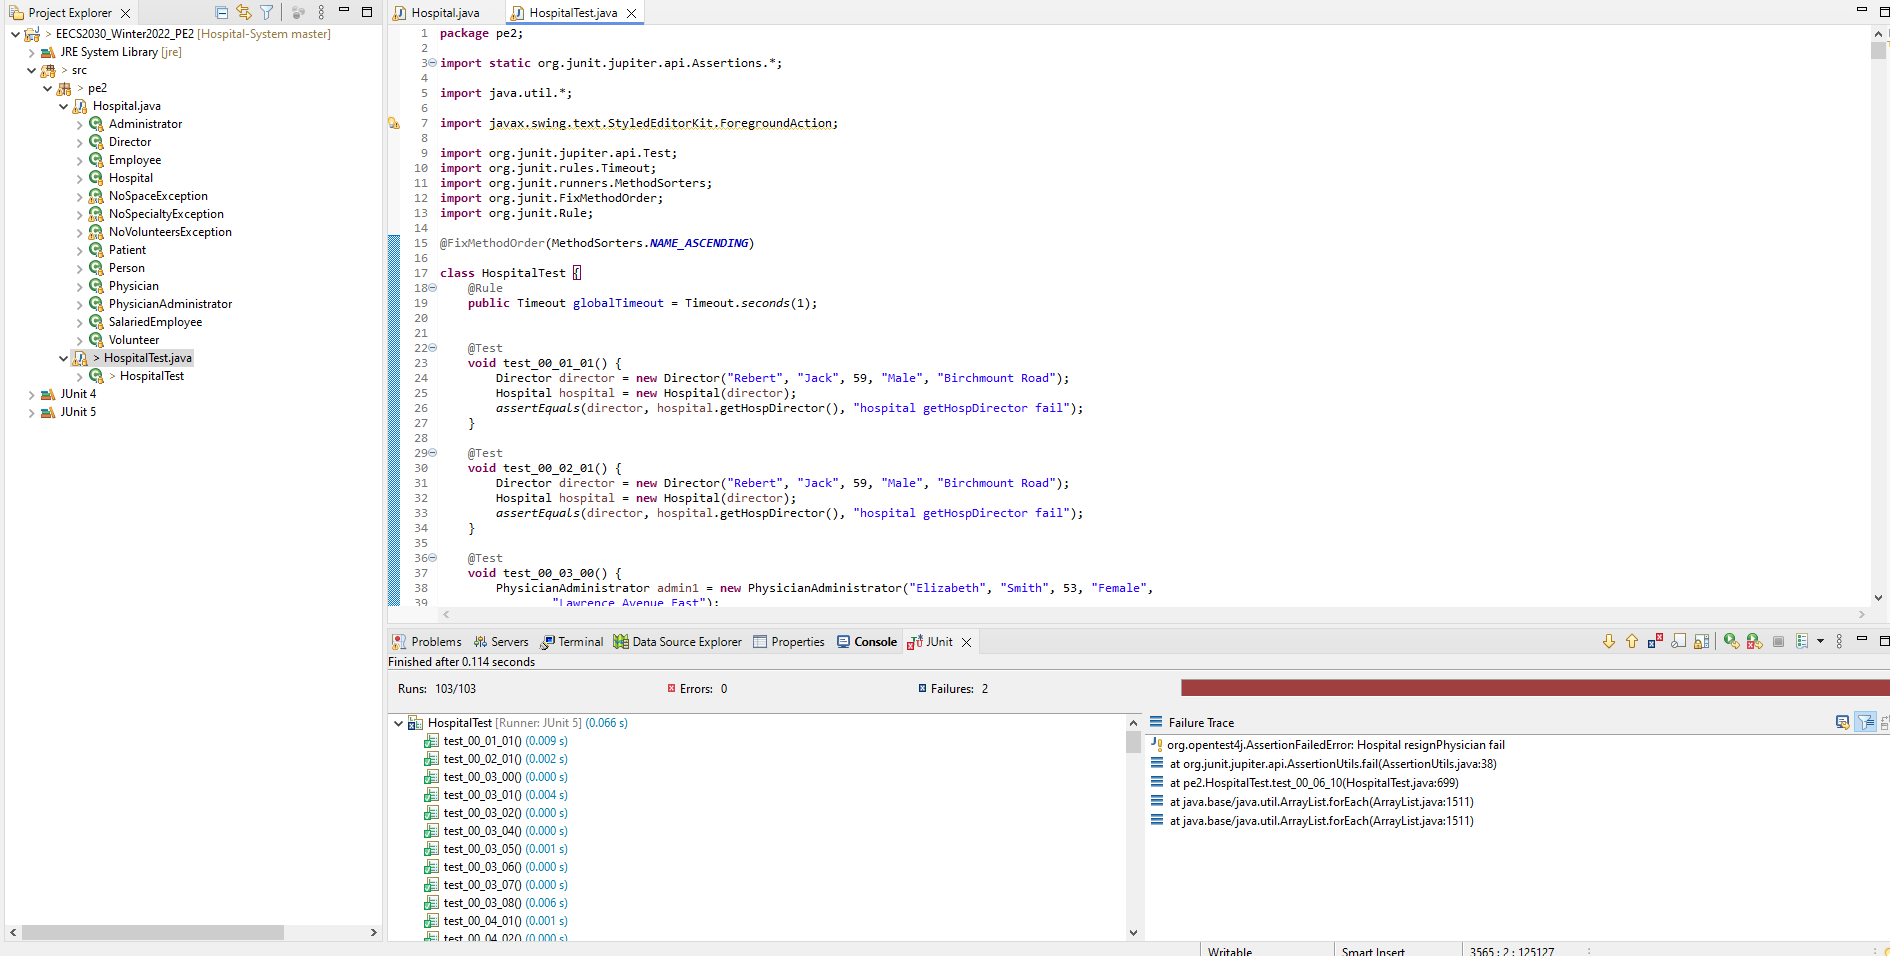 Project Explorer
> EECS2030_Winter2022_PE2 [Hospital-System master]
JRE System Library [jre]
> src
> pe2
Hospital.java
Administrator
Director
Employee
Hospital
NoSpaceException
NoSpecialtyException
NoVolunteersException
Patient
Person
Physician
PhysicianAdministrator
SalariedEmployee
Volunteer
> HospitalTest.java
> HospitalTest
JUnit 4
JUnit 5
Hospital.java HospitalTest.java
1 package pe2;
2
3 import static org.junit.jupiter.api.Assertions.*;
4
5 import java.util.*;
6
7 import javax.swing.text.StyledEditorKit.ForegroundAction;
8
9 import org.junit.jupiter.api.Test;
10 import org.junit.rules.Timeout;
11 import org.junit.runners.MethodSorters;
12 import org.junit.FixMethodOrder;
13 import org.junit.Rule;
14
15 @FixMethodOrder(MethodSorters.NAME_ASCENDING)
16
17 class HospitalTest {
18 @Rule
19 public Timeout globalTimeout = Timeout.seconds(1);
20
21
22 @Test
23 void test_00_01_01() {
24 Director director = new Director("Rebert", "Jack", 59, "Male", "Birchmount Road");
25 Hospital hospital = new Hospital(director);
26 assertEquals(director, hospital.getHospDirector(), "hospital getHospDirector fail");
27 }
28
29 @Test
30 void test_00_02_01() {
31 Director director = new Director("Rebert", "Jack", 59, "Male", "Birchmount Road");
32 Hospital hospital = new Hospital(director);
33 assertEquals(director, hospital.getHospDirector(), "hospital getHospDirector fail");
34 }
35
36 @Test
37 void test_00_03_00() {
38 PhysicianAdministrator admin1 = new PhysicianAdministrator("Elizabeth", "Smith", 53, "Female",
39 "Lawrence Avenue East");
Problems Servers Terminal Data Source Explorer Properties Console JUnit
Finished after 0.114 seconds
Runs: 103/103 Errors: 0 Failures: 2
HospitalTest [Runner: JUnit 5] (0.066 s)
test_00_01_01() (0.009 s)
test_00_02_01() (0.002 s)
test_00_03_00() (0.000 s)
test_00_03_01() (0.004 s)
test_00_03_02() (0.000 s)
test_00_03_04() (0.000 s)
test_00_03_05() (0.001 s)
test_00_03_06() (0.000 s)
test_00_03_07() (0.000 s)
test_00_03_08() (0.006 s)
test_00_04_01() (0.001 s)
test_00_04_02() (0.000 s)
Failure Trace
org.opentest4j.AssertionFailedError: Hospital resignPhysician fail
at org.junit.jupiter.api.AssertionUtils.fail(AssertionUtils.java:38)
at pe2.HospitalTest.test_00_06_10(HospitalTest.java:699)
at java.base/java.util.ArrayList.forEach(ArrayList.java:1511)
at java.base/java.util.ArrayList.forEach(ArrayList.java:1511)
Writable Smart Insert 3565 : 2 : 125127